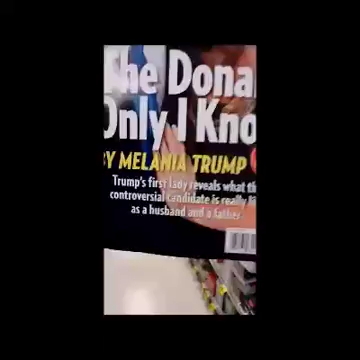 The Dona
Only I Kno
BY MELANIA TRUMP
Trump's first lady reveals what th
controversial candidate is really li
as a husband and a father